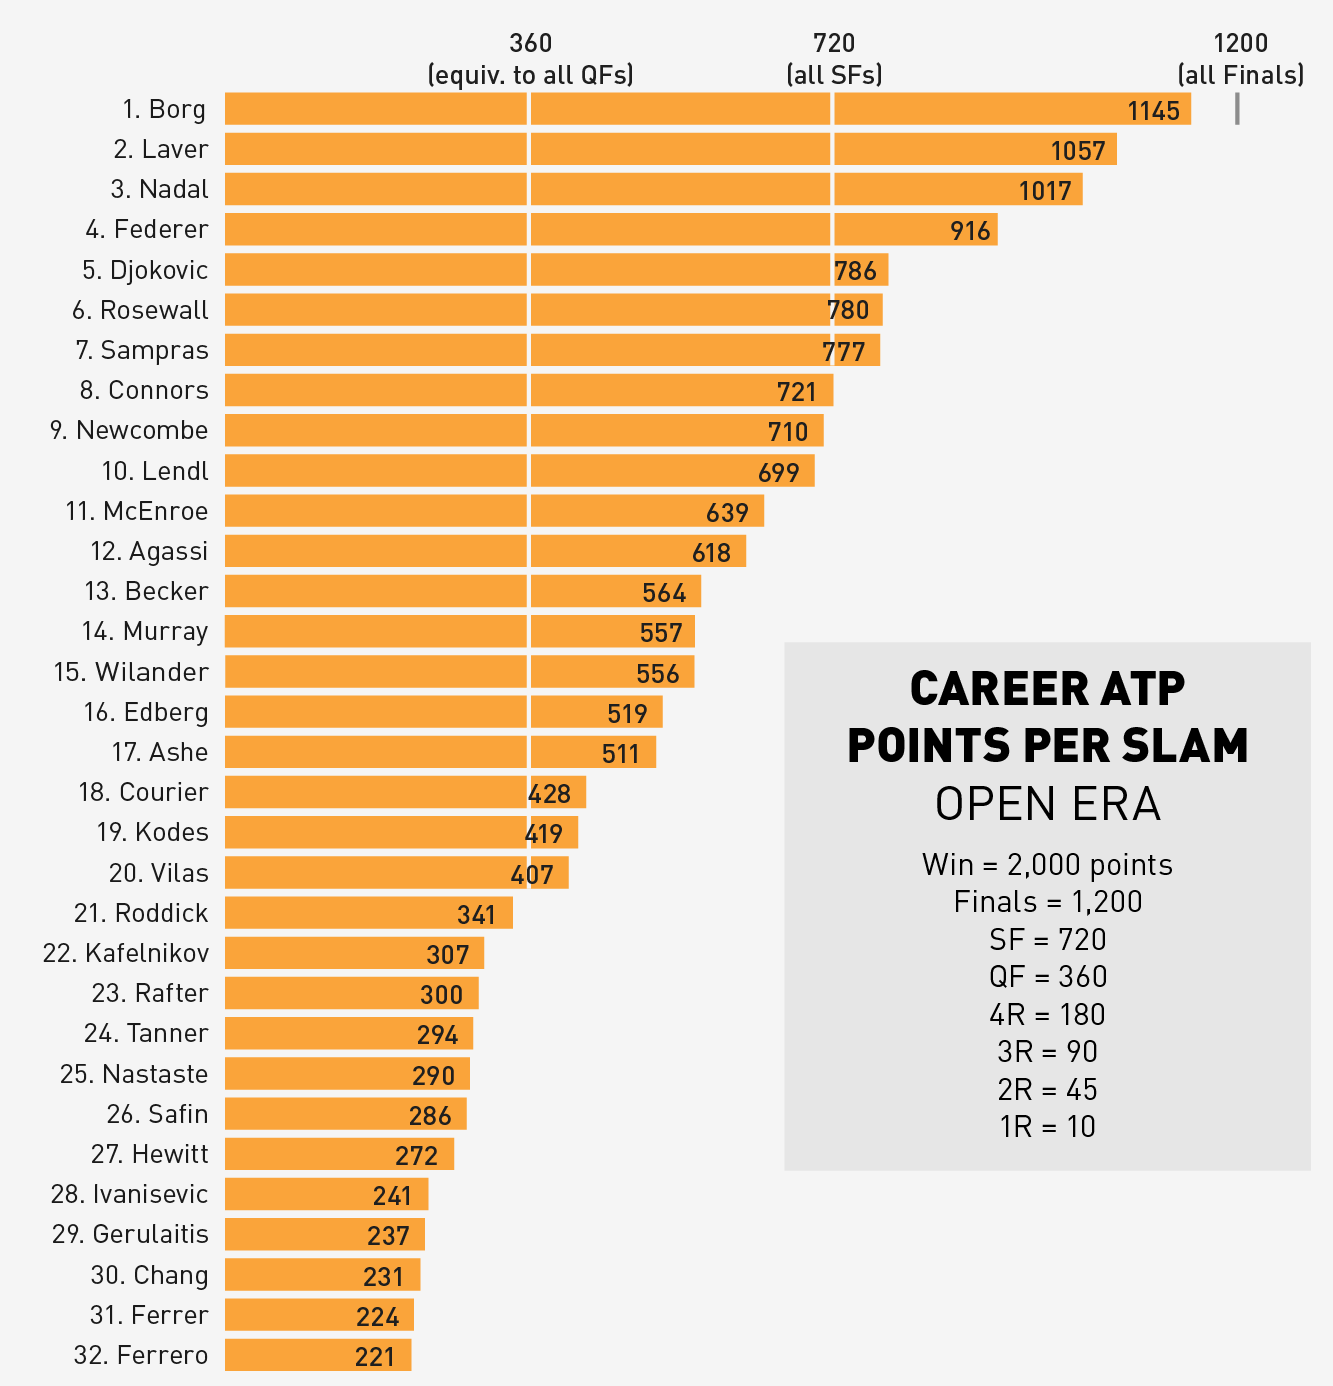 360 720 1200
(equiv. to all QFs) (all SFs) (all Finals)
1. Borg 1145
2. Laver 1057
3. Nadal 1017
4. Federer 916
5. Djokovic 786
6. Rosewall 780
7. Sampras 777
8. Connors 721
9. Newcombe 710
10. Lendl 699
11. McEnroe 639
12. Agassi 618
13. Becker 564
14. Murray 557
15. Wilander 556
16. Edberg 519
17. Ashe 511
18. Courier 428
19. Kodes 419
20. Vilas 407
21. Roddick 341
22. Kafelnikov 307
23. Rafter 300
24. Tanner 294
25. Nastaste 290
26. Safin 286
27. Hewitt 272
28. Ivanisevic 241
29. Gerulaitis 237
30. Chang 231
31. Ferrer 224
32. Ferrero 221
CAREER ATP
POINTS PER SLAM
OPEN ERA
Win = 2,000 points
Finals = 1,200
SF = 720
QF = 360
4R = 180
3R = 90
2R = 45
1R = 10